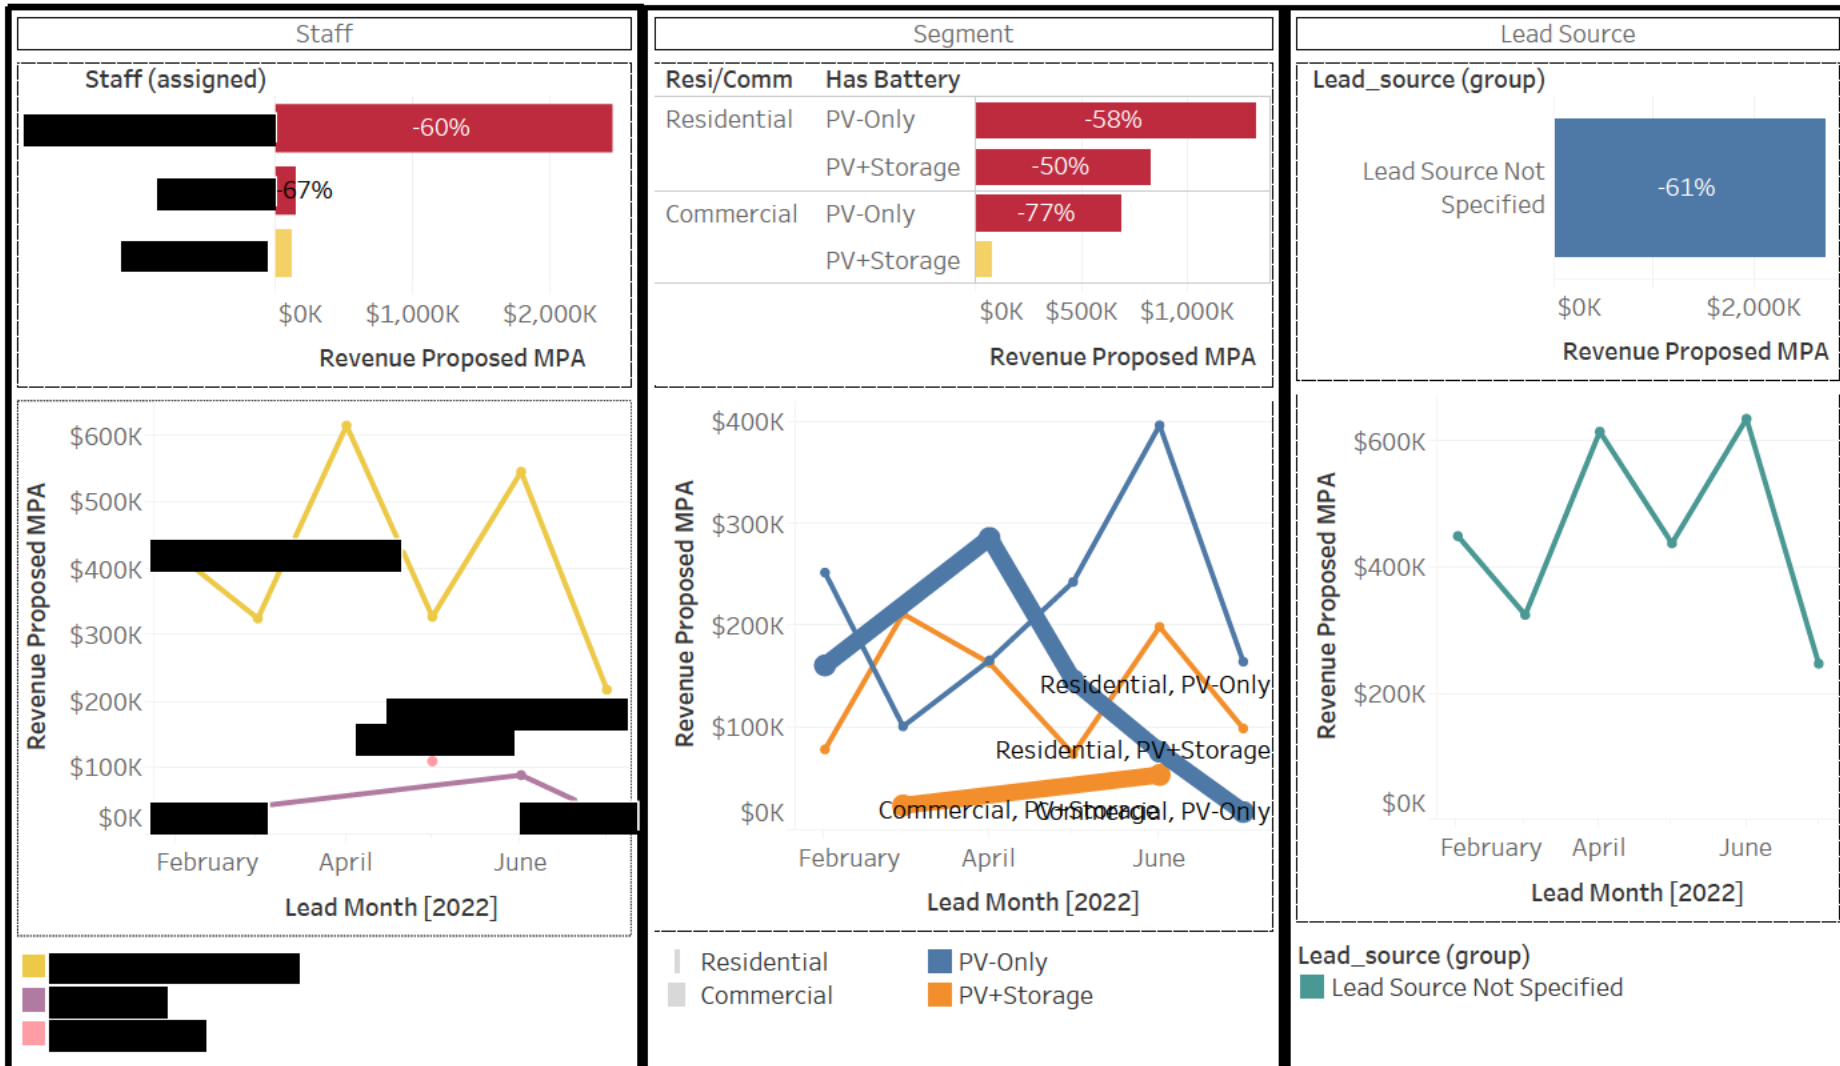 Staff
Staff (assigned)
-60%
-67%
$0K $1,000K $2,000K
Revenue Proposed MPA
$600K
$500K
$400K
$300K
$200K
$100K
$0K
Revenue Proposed MPA
February April June
Lead Month [2022]
Segment
Resi/Comm Has Battery
Residential PV-Only -58%
PV+Storage -50%
Commercial PV-Only -77%
PV+Storage
$0K $500K $1,000K
Revenue Proposed MPA
$400K
$300K
$200K
$100K
$0K
Revenue Proposed MPA
Residential, PV-Only
Residential, PV+Storage
Commercial, PV+Storage
Commercial, PV-Only
February April June
Lead Month [2022]
Residential PV-Only
Commercial PV+Storage
Lead Source
Lead_source (group)
Lead Source Not
Specified
-61%
$0K $2,000K
Revenue Proposed MPA
$600K
$400K
$200K
$0K
Revenue Proposed MPA
February April June
Lead Month [2022]
Lead_source (group)
Lead Source Not Specified